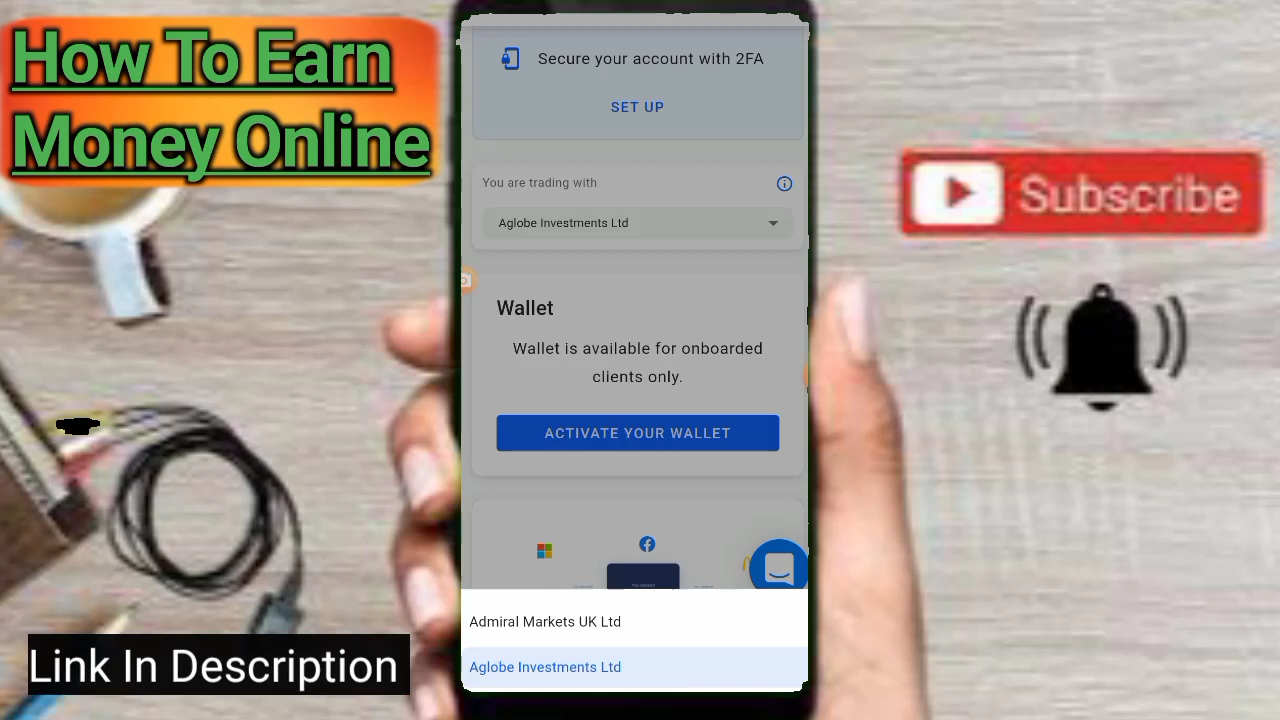 How To Earn
Money Online
Secure your account with 2FA
SET UP
You are trading with
Aglobe Investments Ltd
Wallet
Wallet is available for onboarded
clients only.
ACTIVATE YOUR WALLET
Admiral Markets UK Ltd
Aglobe Investments Ltd
Subscribe
Link In Description